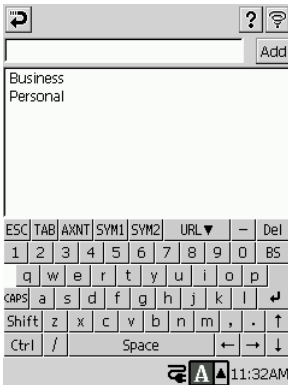 ?
Add
Business
Personal
ESC TAB AXNT SYM1 SYM2 URL▼ - Del
1 2 3 4 5 6 7 8 9 0 BS
q w e r t y u i o p
CAPS a s d f g h j k l ↵
Shift z x c v b n m , . ↑
Ctrl / Space ← → ↓
A ▲ 11:32AM